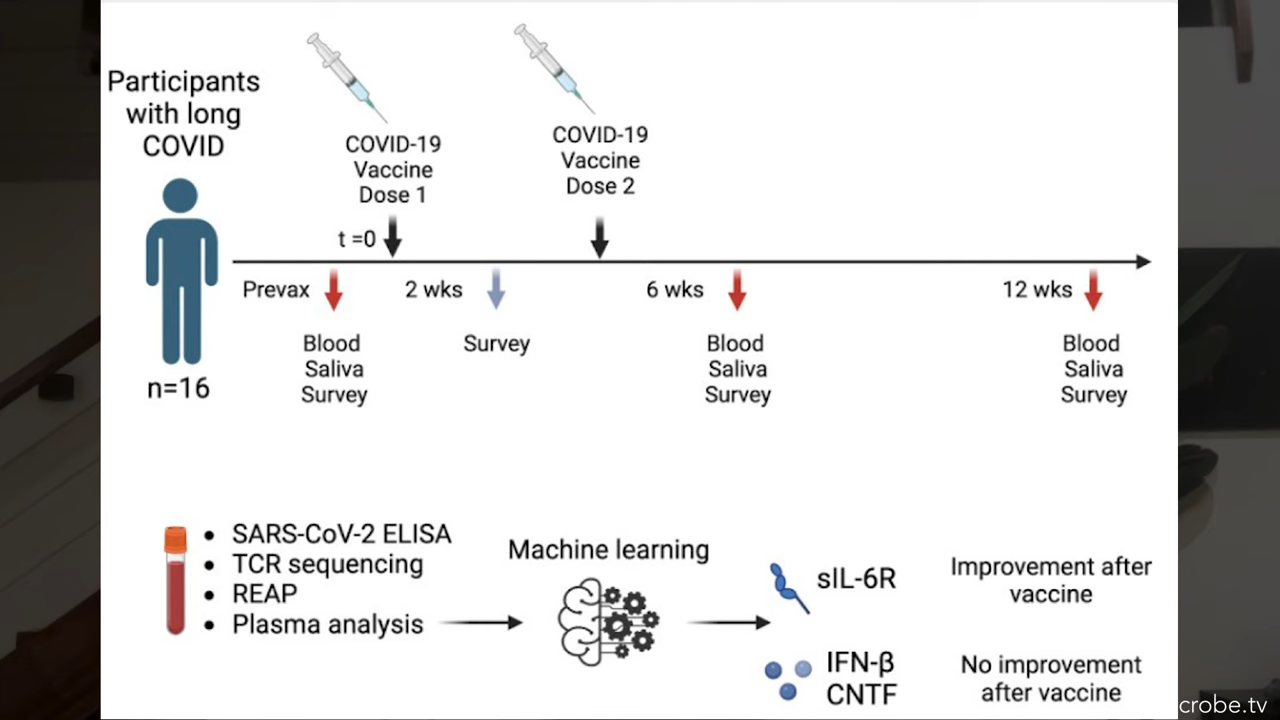 Participants
with long
COVID
n=16
COVID-19
Vaccine
Dose 1
COVID-19
Vaccine
Dose 2
t =0
Prevax
2 wks
6 wks
12 wks
Blood
Saliva
Survey
Survey
Blood
Saliva
Survey
Blood
Saliva
Survey
• SARS-CoV-2 ELISA
• TCR sequencing
• REAP
• Plasma analysis
Machine learning
sIL-6R
Improvement after
vaccine
IFN-β
CNTF
No improvement
after vaccine
crobe.tv